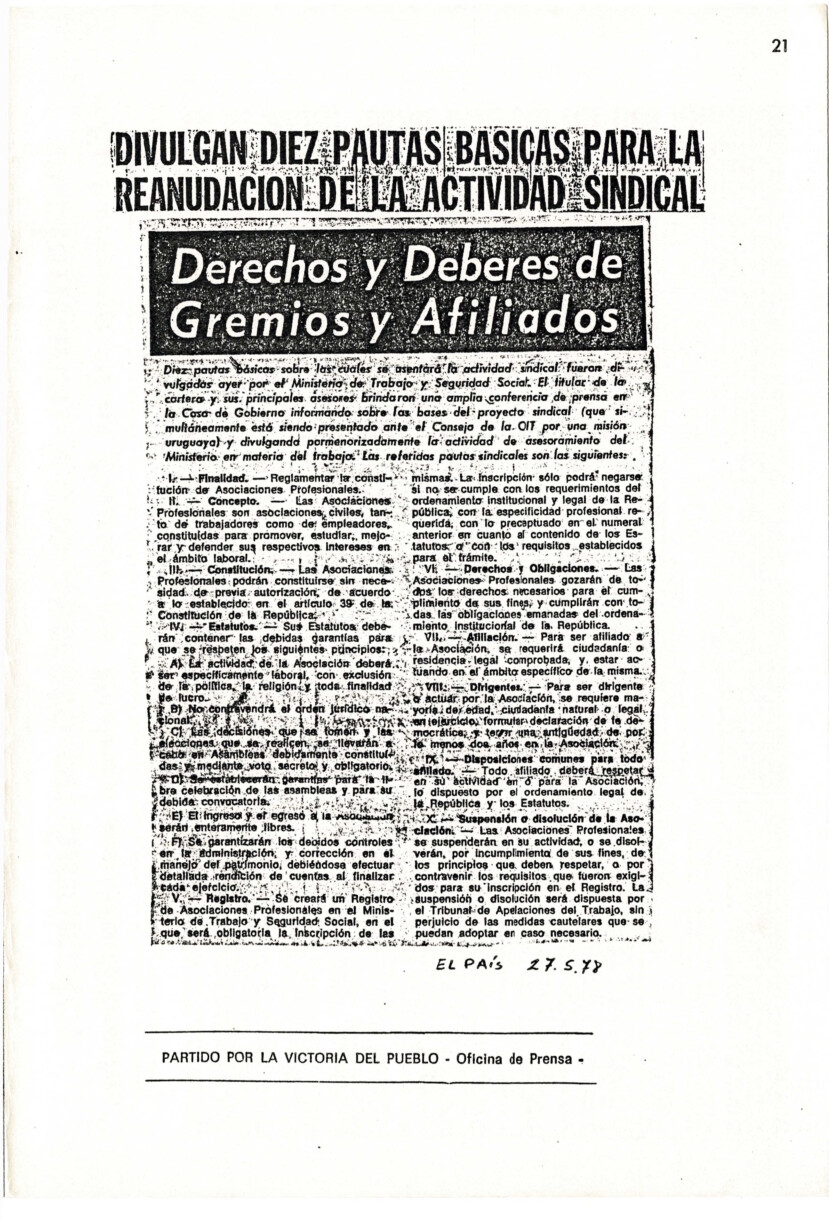 21
DIVULGAN DIEZ PAUTAS BASICAS PARA LA
REANUDACION DE LA ACTIVIDAD SINDICAL
Derechos y Deberes de
Gremios y Afiliados
Diez pautas básicas sobre las cuales se asentará la actividad sindical fueron di-
vulgadas ayer por el Ministerio de Trabajo y Seguridad Social. El titular de la
cartera y sus principales asesores brindaron una amplia conferencia de prensa en
la Casa de Gobierno informando sobre las bases del proyecto sindical (que si-
multáneamente está siendo presentado ante el Consejo de la OIT por una misión
uruguaya) y divulgando pormenorizadamente la actividad de asesoramiento del
Ministerio en materia del trabajo. Las referidas pautas sindicales son las siguientes:
I.— Finalidad. — Reglamentar la consti-
tución de Asociaciones Profesionales.
II.— Concepto. — Las Asociaciones
Profesionales son asociaciones civiles, tan-
to de trabajadores como de empleadores,
constituidas para promover, estudiar, mejo-
rar y defender sus respectivos intereses en
el ámbito laboral.
III.— Constitución. — Las Asociaciones
Profesionales podrán constituirse sin nece-
sidad de previa autorización, de acuerdo
a lo establecido en el artículo 39 de la
Constitución de la República.
IV.— Estatutos. — Sus Estatutos debe-
rán contener las debidas garantías para
que se respeten los siguientes principios:
A) La actividad de la Asociación deberá
ser específicamente laboral, con exclusión
de la política, la religión y toda finalidad
de lucro.
B) No contravendrá el orden jurídico na-
cional.
C) Las decisiones que se tomen y las
elecciones que se realicen, se llevarán a
cabo en Asambleas debidamente constitui-
das y mediante voto secreto y obligatorio.
D) Se establecerán garantías para la li-
bre celebración de las asambleas y para su
debida convocatoria.
E) El ingreso y el egreso a la Asociación
serán enteramente libres.
F) Se garantizarán los debidos controles
en la administración, y corrección en el
manejo del patrimonio, debiéndose efectuar
detallada rendición de cuentas al finalizar
cada ejercicio.
V.— Registro. — Se creará un Registro
de Asociaciones Profesionales en el Minis-
terio de Trabajo y Seguridad Social, en el
que será obligatoria la inscripción de las
mismas. La inscripción sólo podrá negarse
si no se cumple con los requerimientos del
ordenamiento institucional y legal de la Re-
pública, con la especificidad profesional re-
querida, con lo preceptuado en el numeral
anterior en cuanto al contenido de los Es-
tatutos, o con los requisitos establecidos
para el trámite.
VI.— Derechos y Obligaciones. — Las
Asociaciones Profesionales gozarán de to-
dos los derechos necesarios para el cum-
plimiento de sus fines, y cumplirán con to-
das las obligaciones emanadas del ordena-
miento institucional de la República.
VII.— Afiliación. — Para ser afiliado a
la Asociación, se requerirá ciudadanía o
residencia legal comprobada, y estar ac-
tuando en el ámbito específico de la misma.
VIII.— Dirigentes. — Para ser dirigente
o actuar por la Asociación, se requiere ma-
yoría de edad, ciudadanía natural o legal
en ejercicio, formular declaración de fe de-
mocrática, y tener una antigüedad de por
lo menos dos años en la Asociación.
IX.— Disposiciones comunes para todo
afiliado. — Todo afiliado deberá respetar
en su actividad en o para la Asociación,
lo dispuesto por el ordenamiento legal de
la República y los Estatutos.
X.— Suspensión o disolución de la Aso-
ciación. — Las Asociaciones Profesionales
se suspenderán en su actividad, o se disol-
verán, por incumplimiento de sus fines, de
los principios que deben respetar, o por
contravenir los requisitos que fueron exigi-
dos para su inscripción en el Registro. La
suspensión o disolución será dispuesta por
el Tribunal de Apelaciones del Trabajo, sin
perjuicio de las medidas cautelares que se
puedan adoptar en caso necesario.
EL PAÍS 27.5.78
PARTIDO POR LA VICTORIA DEL PUEBLO - Oficina de Prensa -